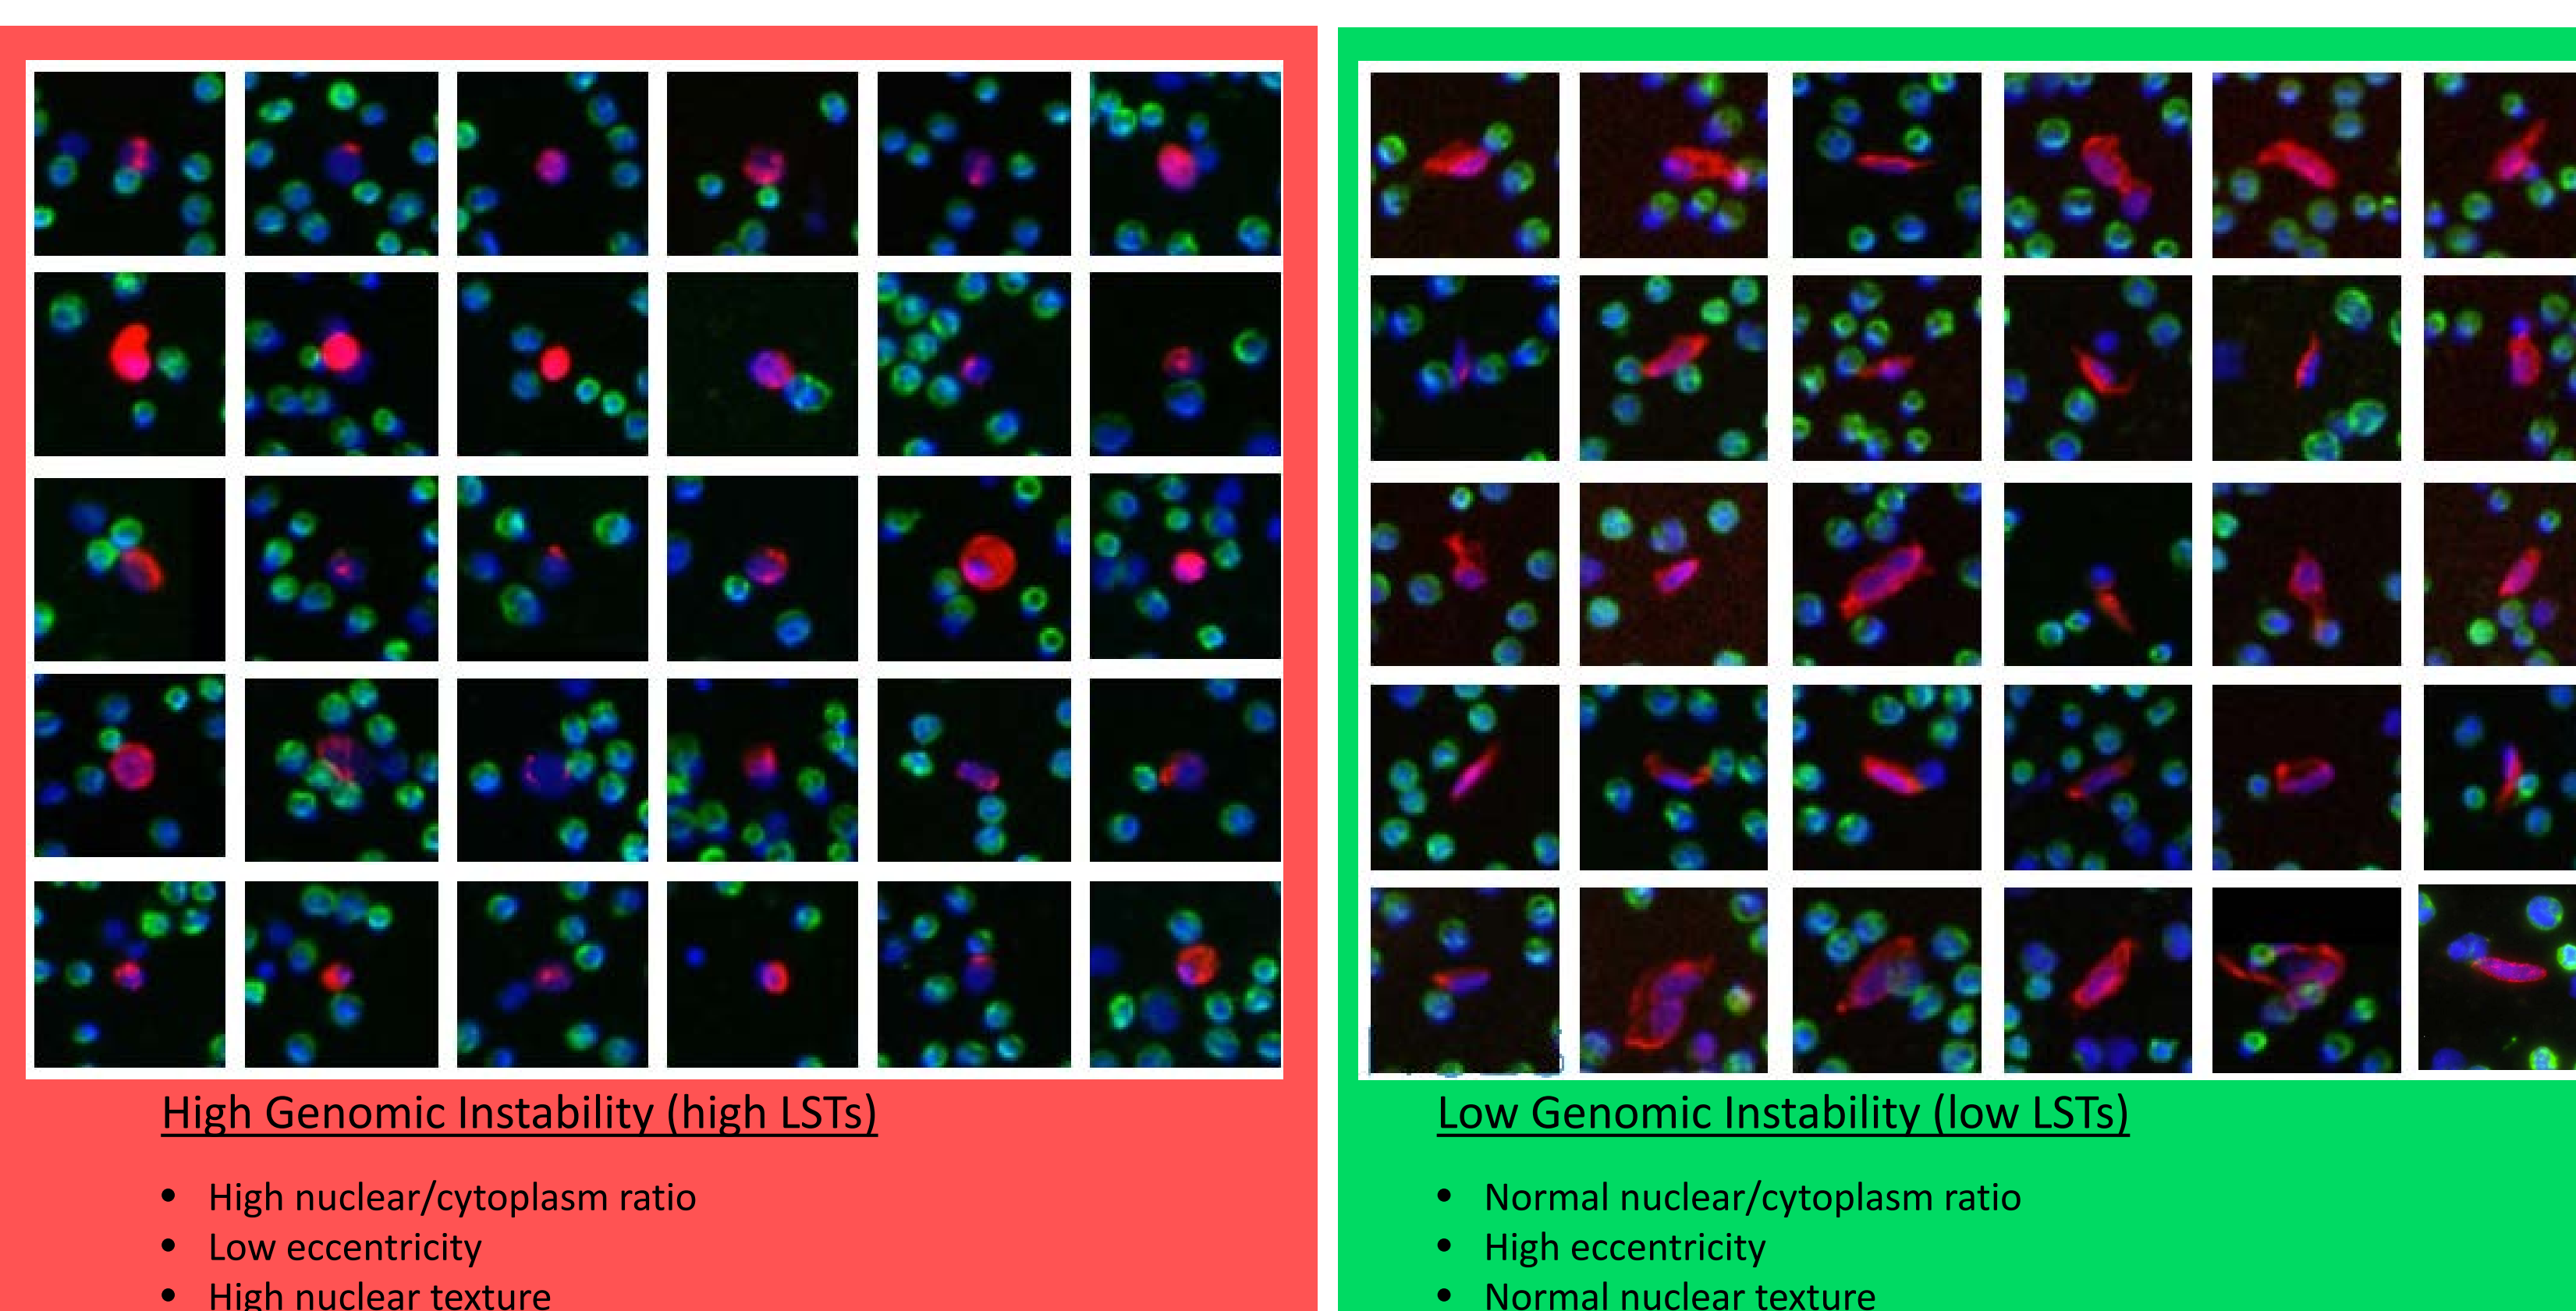 High Genomic Instability (high LSTs)
• High nuclear/cytoplasm ratio
• Low eccentricity
• High nuclear texture
Low Genomic Instability (low LSTs)
• Normal nuclear/cytoplasm ratio
• High eccentricity
• Normal nuclear texture